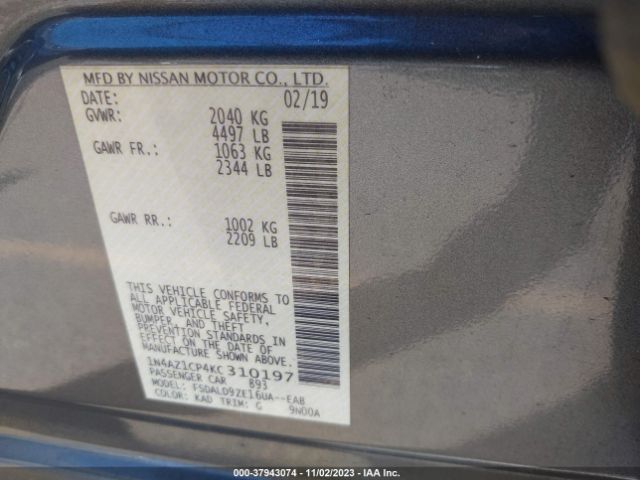 MFD BY NISSAN MOTOR CO., LTD.
DATE: 02/19
GVWR: 2040 KG
4497 LB
GAWR FR.: 1063 KG
2344 LB
GAWR RR.: 1002 KG
2209 LB
THIS VEHICLE CONFORMS TO
ALL APPLICABLE FEDERAL
MOTOR VEHICLE SAFETY,
BUMPER, AND THEFT
PREVENTION STANDARDS IN
EFFECT ON THE DATE OF
MANUFACTURE SHOWN ABOVE.
1N4AZ1CP4KC310197
PASSENGER CAR 893
MODEL: FSDALD9ZE16UA--EAB
COLOR: KAD TRIM: G 9N00A
000-37943074 | 11/02/2023 | IAA Inc.